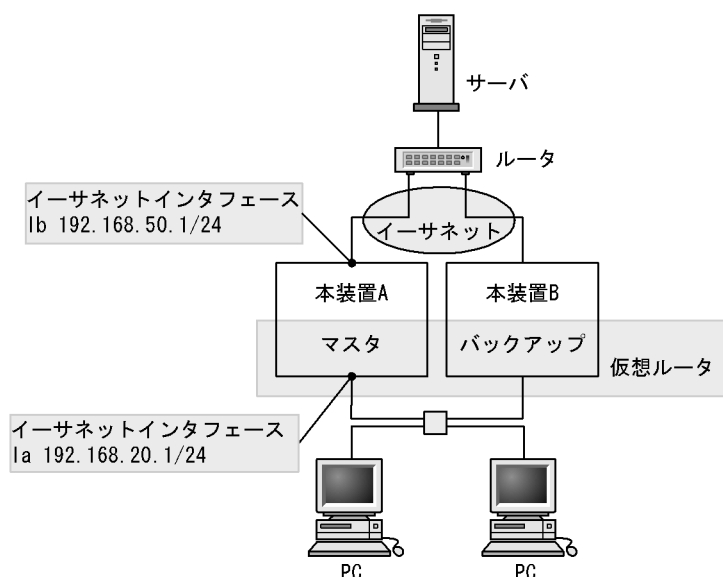 サーバ
ルータ
イーサネットインタフェース
Ib 192.168.50.1/24
イーサネット
本装置A
本装置B
マスタ
バックアップ
仮想ルータ
イーサネットインタフェース
Ia 192.168.20.1/24
PC
PC